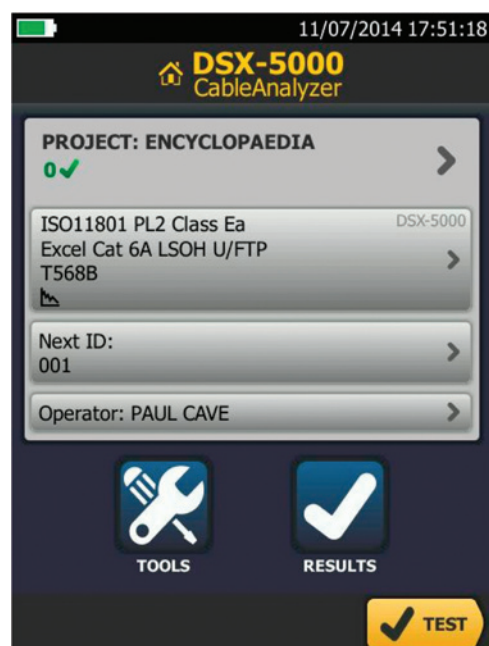 11/07/2014 17:51:18
DSX-5000
CableAnalyzer
PROJECT: ENCYCLOPAEDIA
0
ISO11801 PL2 Class Ea
DSX-5000
Excel Cat 6A LSOH U/FTP
T568B
Next ID:
001
Operator: PAUL CAVE
TOOLS
RESULTS
TEST